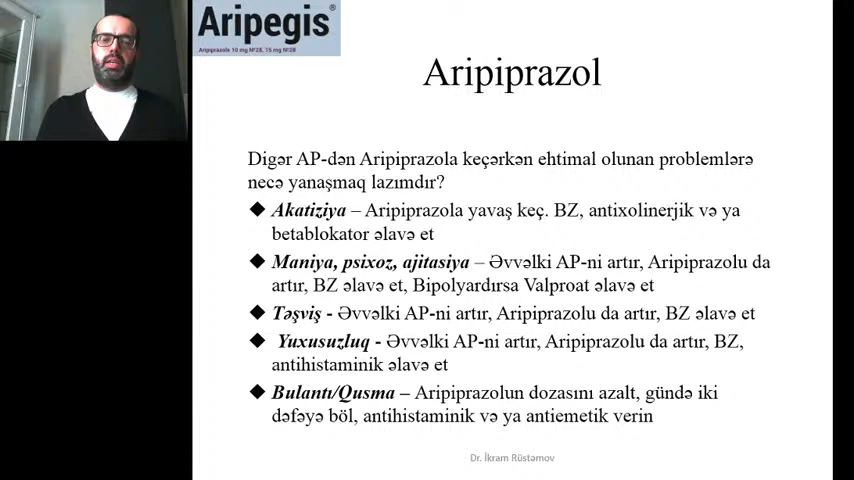 Aripegis®
Aripiprazole 10 mg №28, 15 mg №28
Aripiprazol
Digər AP-dən Aripiprazola keçərkən ehtimal olunan problemlərə
necə yanaşmaq lazımdır?
◆ Akatiziya – Aripiprazola yavaş keç. BZ, antixolinerjik və ya
betablokator əlavə et
◆ Maniya, psixoz, ajitasiya – Əvvəlki AP-ni artır, Aripiprazolu da
artır, BZ əlavə et, Bipolyardırsa Valproat əlavə et
◆ Təşviş - Əvvəlki AP-ni artır, Aripiprazolu da artır, BZ əlavə et
◆ Yuxusuzluq - Əvvəlki AP-ni artır, Aripiprazolu da artır, BZ,
antihistaminik əlavə et
◆ Bulantı/Qusma – Aripiprazolun dozasını azalt, gündə iki
dəfəyə böl, antihistaminik və ya antiemetik verin
Dr. İkram Rüstəmov